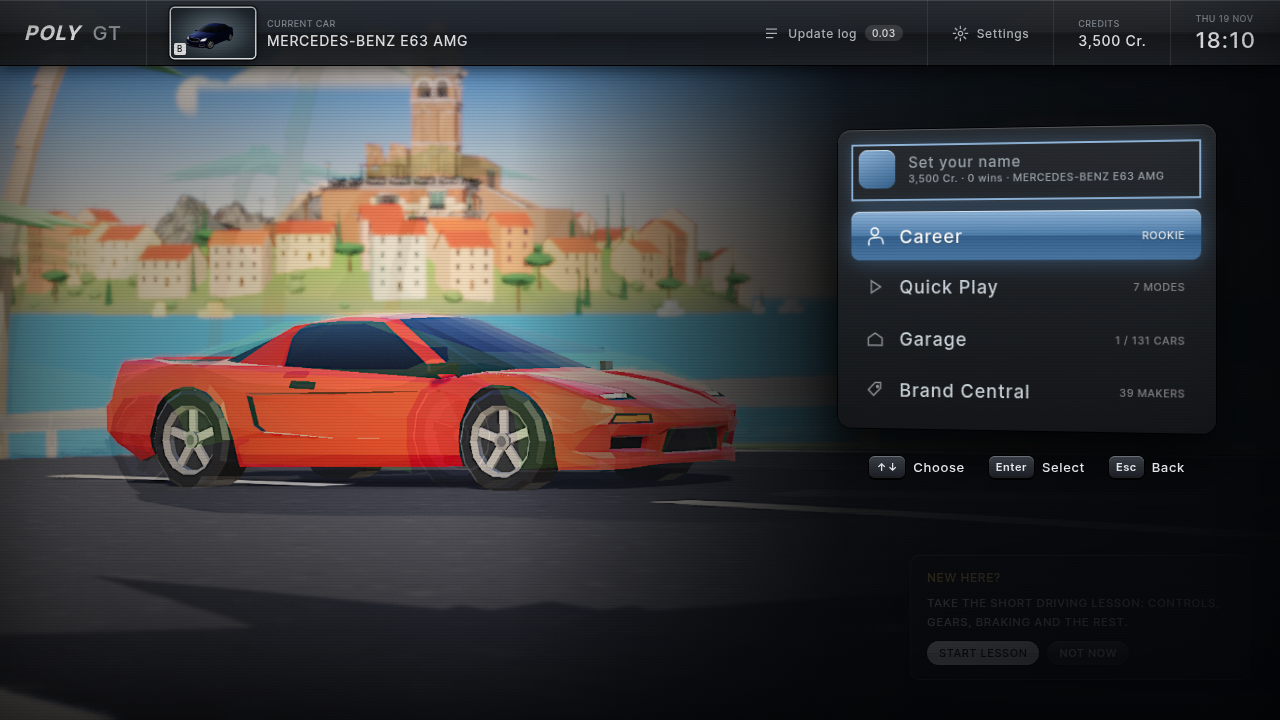 POLY GT
B
CURRENT CAR
MERCEDES-BENZ E63 AMG
Update log 0.03
Settings
CREDITS
3,500 Cr.
THU 19 NOV
18:10
Set your name
3,500 Cr. · 0 wins · MERCEDES-BENZ E63 AMG
Career ROOKIE
Quick Play 7 MODES
Garage 1 / 131 CARS
Brand Central 39 MAKERS
↑↓ Choose Enter Select Esc Back
NEW HERE?
TAKE THE SHORT DRIVING LESSON: CONTROLS,
GEARS, BRAKING AND THE REST.
START LESSON NOT NOW